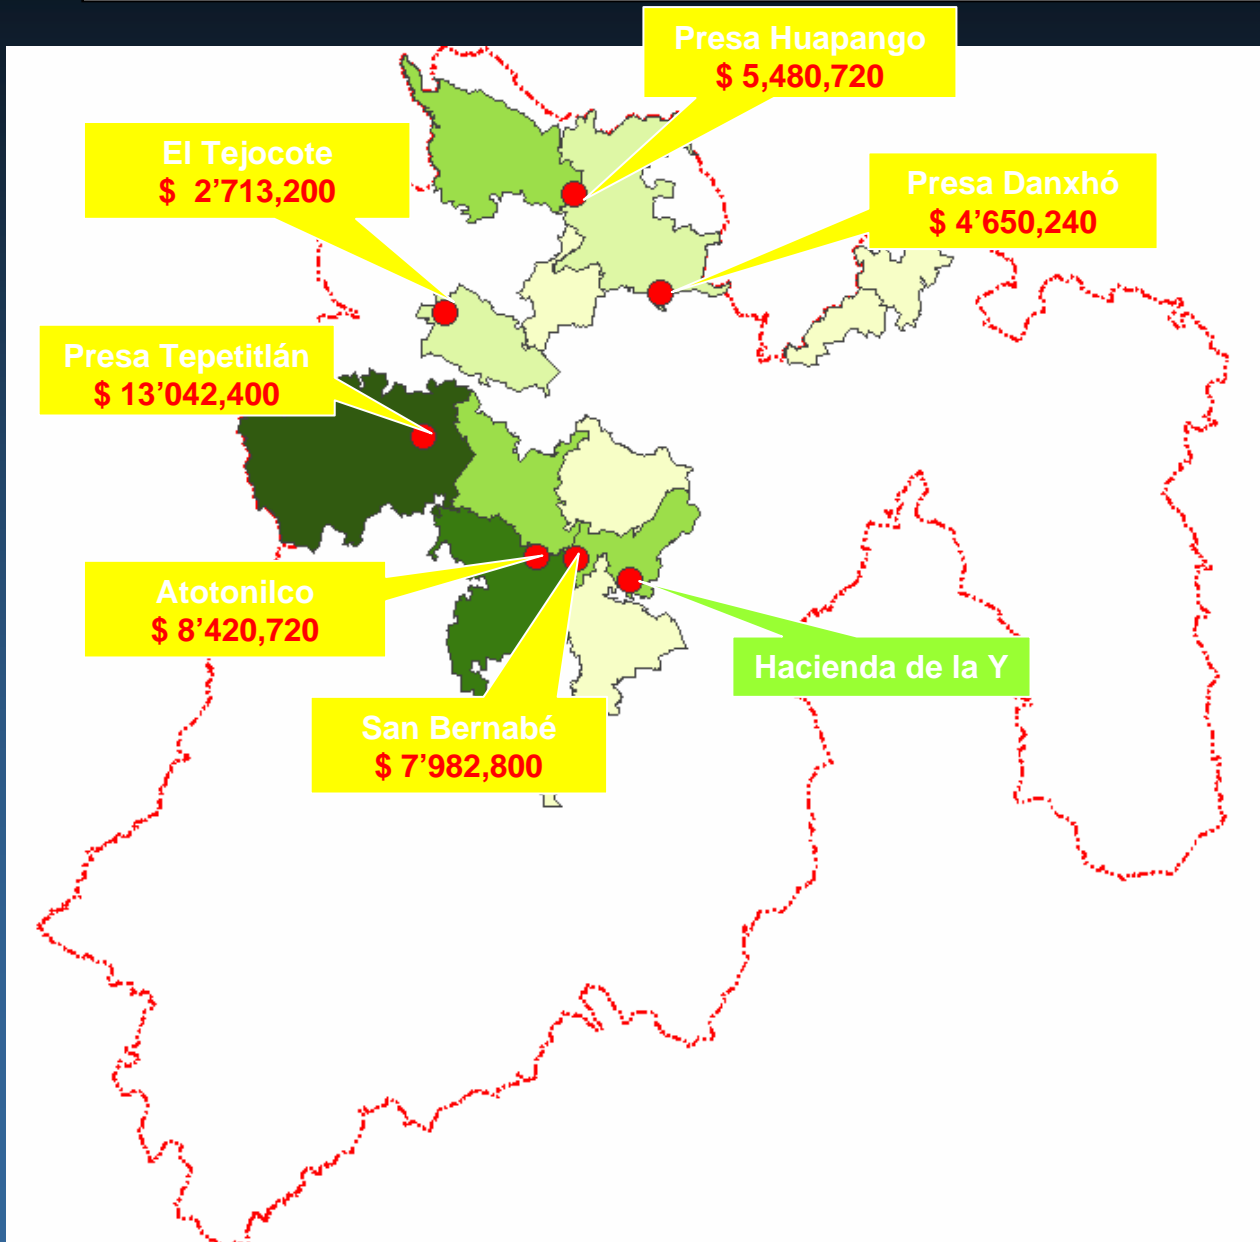 Presa Huapango
$ 5,480,720
El Tejocote
$ 2’713,200
Presa Danxhó
$ 4’650,240
Presa Tepetitlán
$ 13’042,400
Atotonilco
$ 8’420,720
Hacienda de la Y
San Bernabé
$ 7’982,800